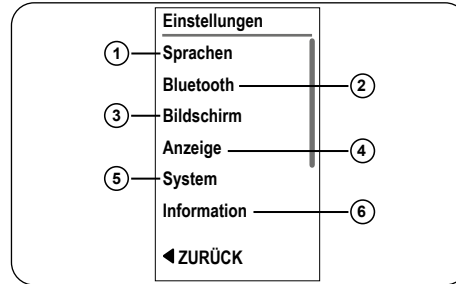 Einstellungen
1 Sprachen
Bluetooth 2
3 Bildschirm
Anzeige 4
5 System
Information 6
◀ ZURÜCK